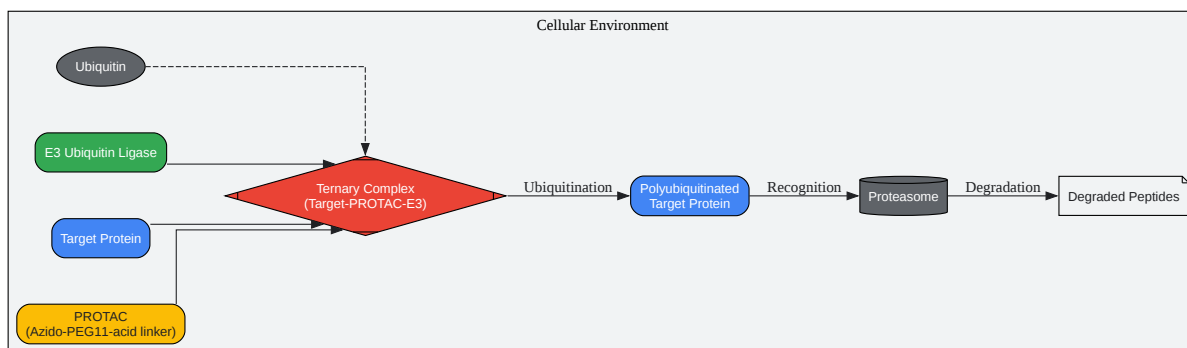 Cellular Environment
Ubiquitin
E3 Ubiquitin Ligase
Target Protein
PROTAC
(Azido-PEG11-acid linker)
Ternary Complex
(Target-PROTAC-E3)
Ubiquitination
Polyubiquitinated
Target Protein
Recognition
Proteasome
Degradation
Degraded Peptides